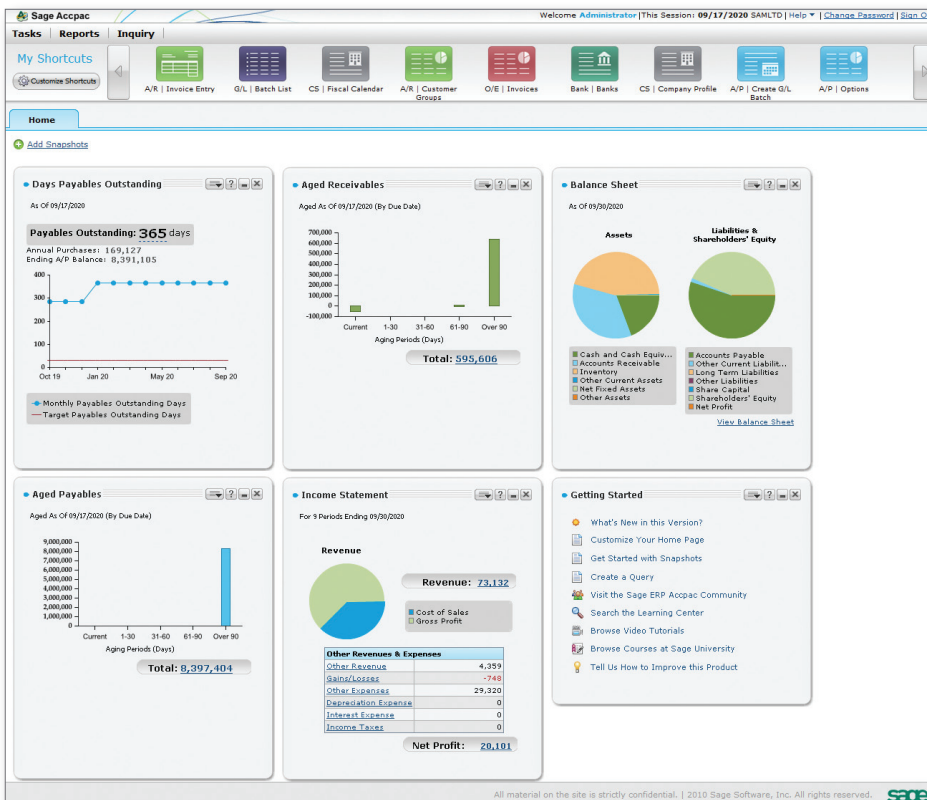 Sage Accpac
Welcome Administrator | This Session: 09/17/2020 SAMLTD | Help ▼ | Change Password | Sign O
Tasks Reports Inquiry
My Shortcuts
Customize Shortcuts
A/R | Invoice Entry
G/L | Batch List
CS | Fiscal Calendar
A/R | Customer Groups
O/E | Invoices
Bank | Banks
CS | Company Profile
A/P | Create G/L Batch
A/P | Options
Home
Add Snapshots
Days Payables Outstanding
As Of 09/17/2020
Payables Outstanding: 365 days
Annual Purchases: 169,127
Ending A/P Balance: 8,391,105
400
300
200
100
0
Oct 19 Jan 20 May 20 Sep 20
Monthly Payables Outstanding Days
Target Payables Outstanding Days
Aged Receivables
Aged As Of 09/17/2020 (By Due Date)
700,000
600,000
500,000
400,000
300,000
200,000
100,000
0
-100,000
Current 1-30 31-60 61-90 Over 90
Aging Periods (Days)
Total: 595,606
Balance Sheet
As Of 09/30/2020
Assets
Liabilities &
Shareholders' Equity
Cash and Cash Equiv...
Accounts Receivable
Inventory
Other Current Assets
Net Fixed Assets
Other Assets
Accounts Payable
Other Current Liabilit...
Long Term Liabilities
Other Liabilities
Share Capital
Shareholders' Equity
Net Profit
View Balance Sheet
Aged Payables
Aged As Of 09/17/2020 (By Due Date)
9,000,000
8,000,000
7,000,000
6,000,000
5,000,000
4,000,000
3,000,000
2,000,000
1,000,000
0
Current 1-30 31-60 61-90 Over 90
Aging Periods (Days)
Total: 8,397,404
Income Statement
For 9 Periods Ending 09/30/2020
Revenue
Revenue: 73,132
Cost of Sales
Gross Profit
Other Revenues & Expenses
Other Revenue 4,359
Gains/Losses -748
Other Expenses 29,320
Depreciation Expense 0
Interest Expense 0
Income Taxes 0
Net Profit: 20,101
Getting Started
What's New in this Version?
Customize Your Home Page
Get Started with Snapshots
Create a Query
Visit the Sage ERP Accpac Community
Search the Learning Center
Browse Video Tutorials
Browse Courses at Sage University
Tell Us How to Improve this Product
All material on the site is strictly confidential. | 2010 Sage Software, Inc. All rights reserved.
sage